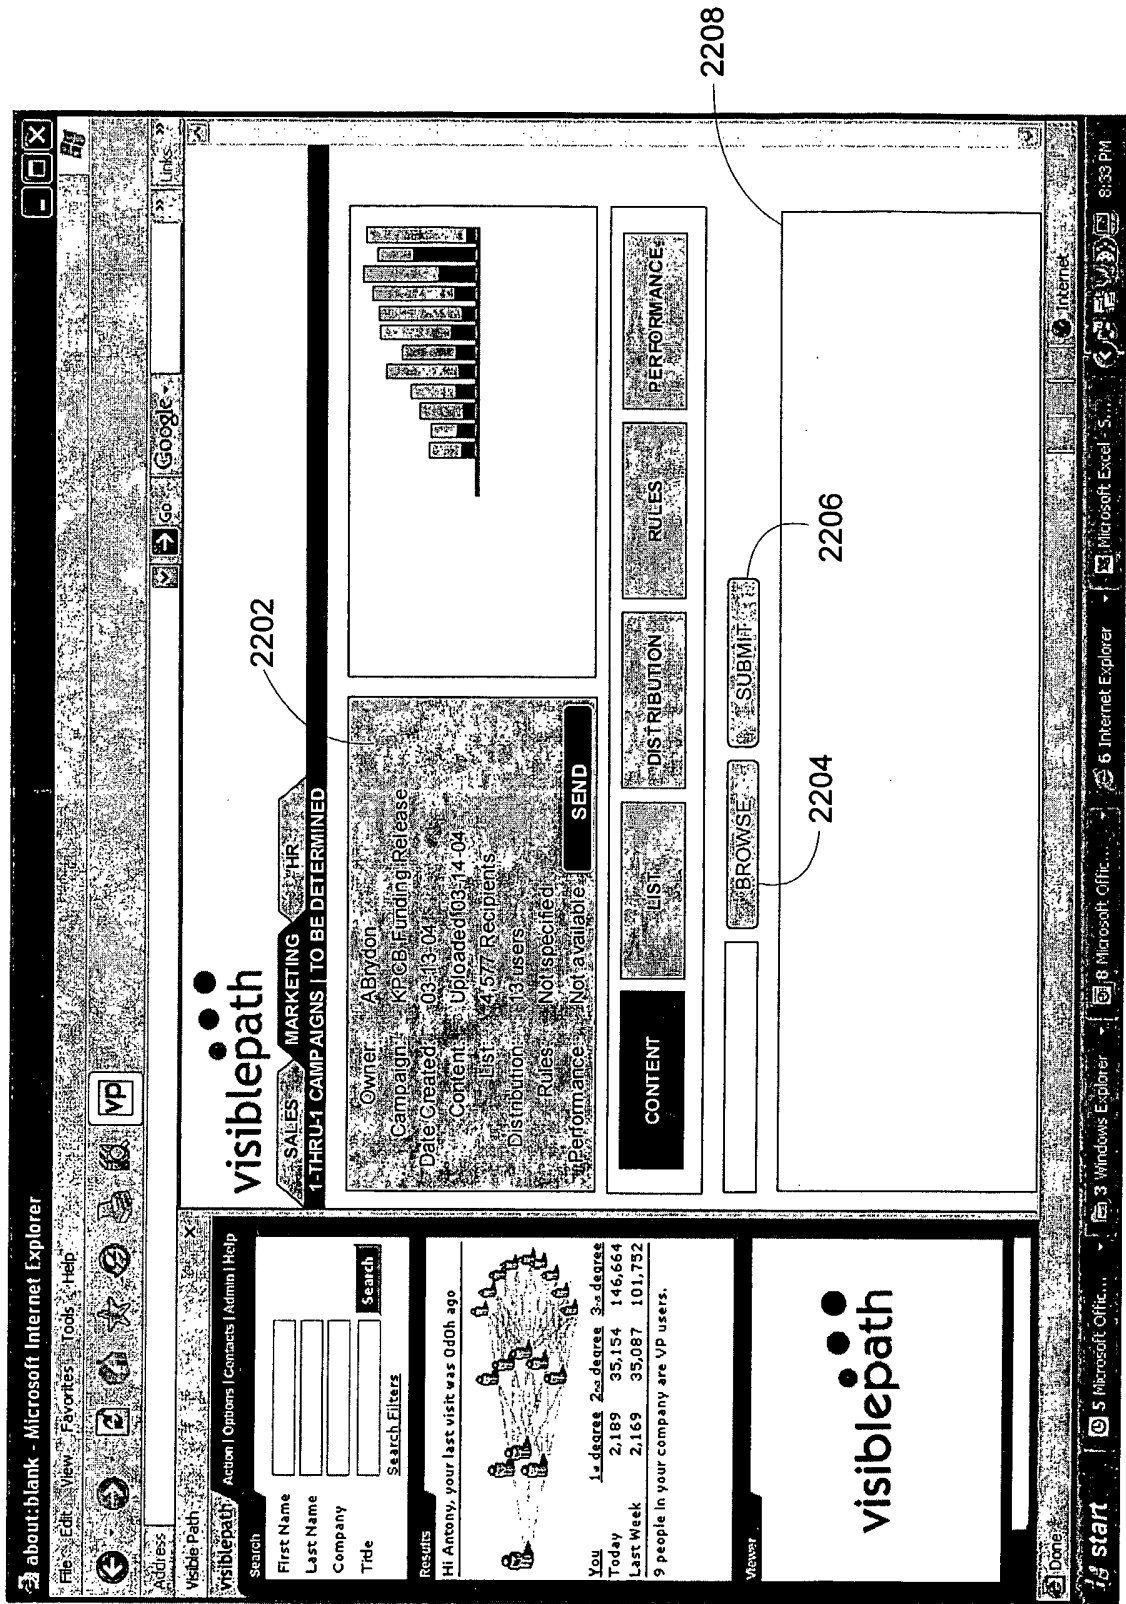 about:blank - Microsoft Internet Explorer
File Edit View Favorites Tools Help
Address
Go
Google
Links
Visible Path
visiblepath Action | Options | Contacts | Admin | Help
Search
First Name
Last Name
Company
Title
Search
Search Filters
Results
Hi Antony, your last visit was 0d0h ago
You 1st degree 2nd degree 3rd degree
Today 2,189 35,154 146,664
Last Week 2,169 35,087 101,752
9 people in your company are VP users.
Viewer
visiblepath
vp
visiblepath
SALES MARKETING HR
1-THRU-1 CAMPAIGNS | TO BE DETERMINED
Owner: ABrydon
Campaign: KPCB Funding Release
Date Created: 03-13-04
Content: Uploaded 03-14-04
List: 4,577 Recipients
Distribution: 13 users
Rules: Not specified
Performance: Not available
SEND
CONTENT LIST DISTRIBUTION RULES PERFORMANCE
BROWSE SUBMIT
2202
2204
2206
2208
Done
Internet
start
5 Microsoft Offic...
3 Windows Explorer
8 Microsoft Offic...
6 Internet Explorer
Microsoft Excel - S...
8:33 PM